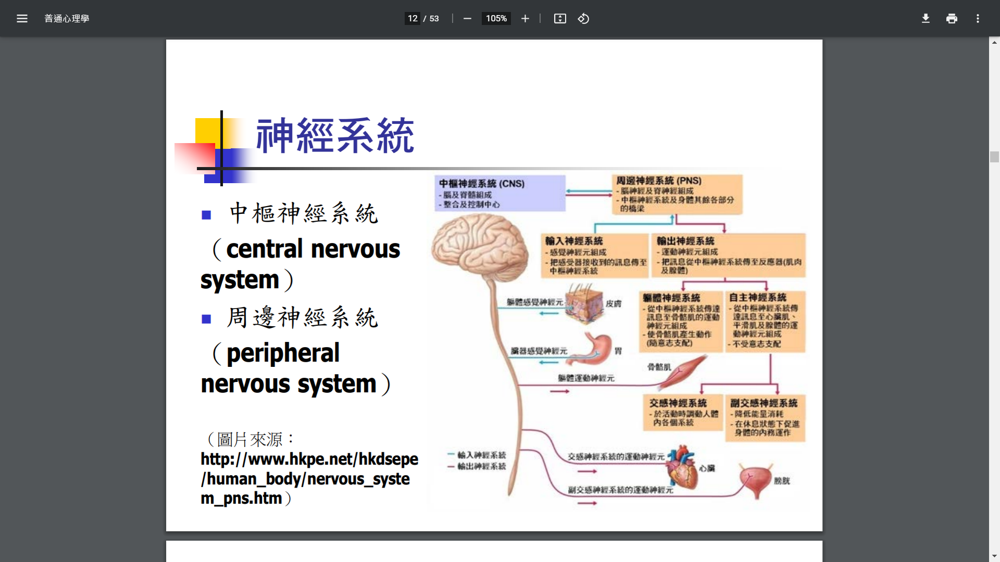 普通心理學
12 / 53
105%
神經系統
中樞神經系統
（central nervous
system）
周邊神經系統
（peripheral
nervous system）
（圖片來源：
http://www.hkpe.net/hkdsepe
/human_body/nervous_syste
m_pns.htm）
中樞神經系統 (CNS)
- 腦及脊髓組成
- 整合及控制中心
周邊神經系統 (PNS)
- 腦神經及脊神經組成
- 中樞神經系統及身體其餘各部分
的橋梁
輸入神經系統
- 感覺神經元組成
- 把感受器接收到的訊息傳至
中樞神經系統
輸出神經系統
- 運動神經元組成
- 把訊息從中樞神經系統傳至反應器(肌肉
及腺體)
軀體神經系統
- 從中樞神經系統傳達
訊息至骨骼肌的運動
神經元組成
- 使骨骼肌產生動作
(隨意志支配)
自主神經系統
- 從中樞神經系統傳
達訊息至心臟肌、
平滑肌及腺體的運
動神經元組成
- 不受意志支配
軀體感覺神經元
皮膚
臟器感覺神經元
胃
軀體運動神經元
骨骼肌
交感神經系統
- 於活動時調動人體
內各個系統
副交感神經系統
- 降低能量消耗
- 在休息狀態下促進
身體的內務運作
輸入神經系統
輸出神經系統
交感神經系統的運動神經元
心臟
副交感神經系統的運動神經元
膀胱